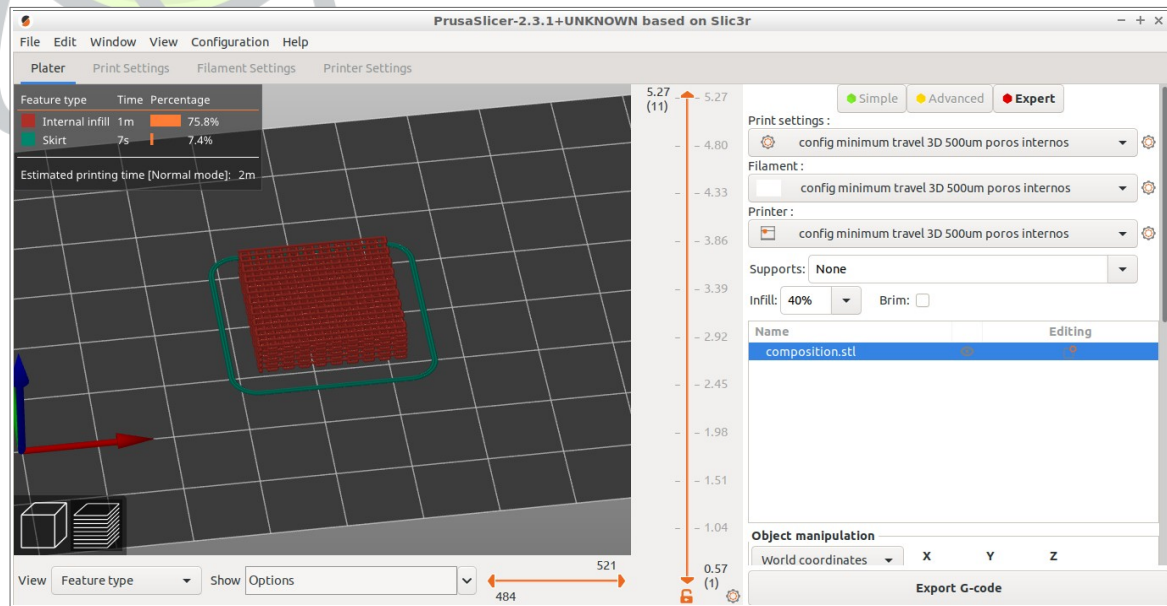 PrusaSlicer-2.3.1+UNKNOWN based on Slic3r
File Edit Window View Configuration Help
Plater Print Settings Filament Settings Printer Settings
Feature type Time Percentage
Internal infill 1m 75.8%
Skirt 7s 7.4%
Estimated printing time [Normal mode]: 2m
5.27
(11)
5.27
4.80
4.33
3.86
3.39
2.92
2.45
1.98
1.51
1.04
0.57
(1)
Simple Advanced Expert
Print settings :
config minimum travel 3D 500um poros internos
Filament :
config minimum travel 3D 500um poros internos
Printer :
config minimum travel 3D 500um poros internos
Supports: None
Infill: 40% Brim:
Name Editing
composition.stl
Object manipulation
World coordinates X Y Z
Export G-code
View Feature type Show Options
521
484